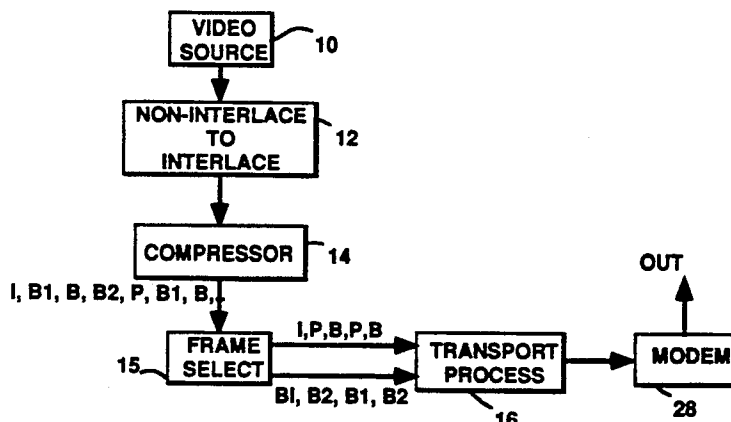 VIDEO
SOURCE
10
NON-INTERLACE
TO
INTERLACE
12
COMPRESSOR
14
I, B1, B, B2, P, B1, B,..
OUT
FRAME
SELECT
15
I,P,B,P,B
BI, B2, B1, B2
TRANSPORT
PROCESS
16
MODEM
28